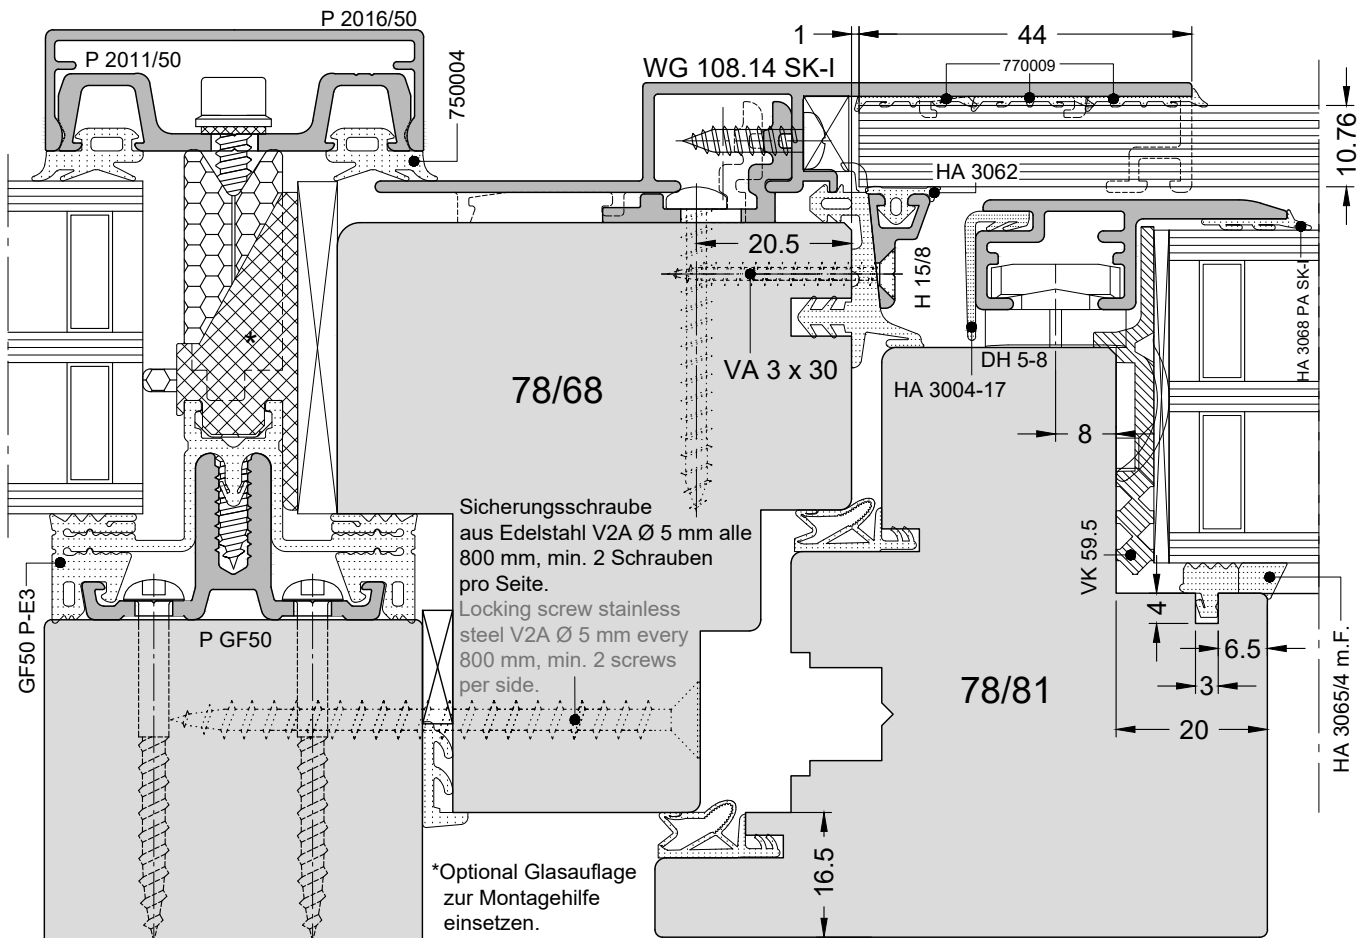 P 2016/50
P 2011/50
750004
WG 108.14 SK-I
1
44
770009
10.76
HA 3062
20.5
H 15/8
VA 3 x 30
HA 3004-17
DH 5-8
HA 3068 PA SK-I
8
78/68
*
Sicherungsschraube
aus Edelstahl V2A Ø 5 mm alle
800 mm, min. 2 Schrauben
pro Seite.
Locking screw stainless
steel V2A Ø 5 mm every
800 mm, min. 2 screws
per side.
VK 59.5
4
6.5
3
20
HA 3065/4 m.F.
78/81
GF50 P-E3
P GF50
16.5
*Optional Glasauflage
zur Montagehilfe
einsetzen.